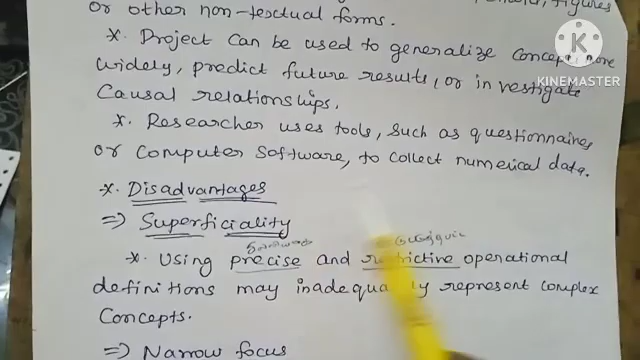 figures
or other non-textual forms.
* Project can be used to generalize concept more
widely, predict future results, or investigate
Causal relationships.
* Researcher uses tools, such as questionnaires
or Computer Software, to collect numerical data.
* Disadvantages
=> Superficiality
* Using precise and restrictive operational
definitions may inadequately represent complex
Concepts.
=> Narrow focus
KINEMASTER